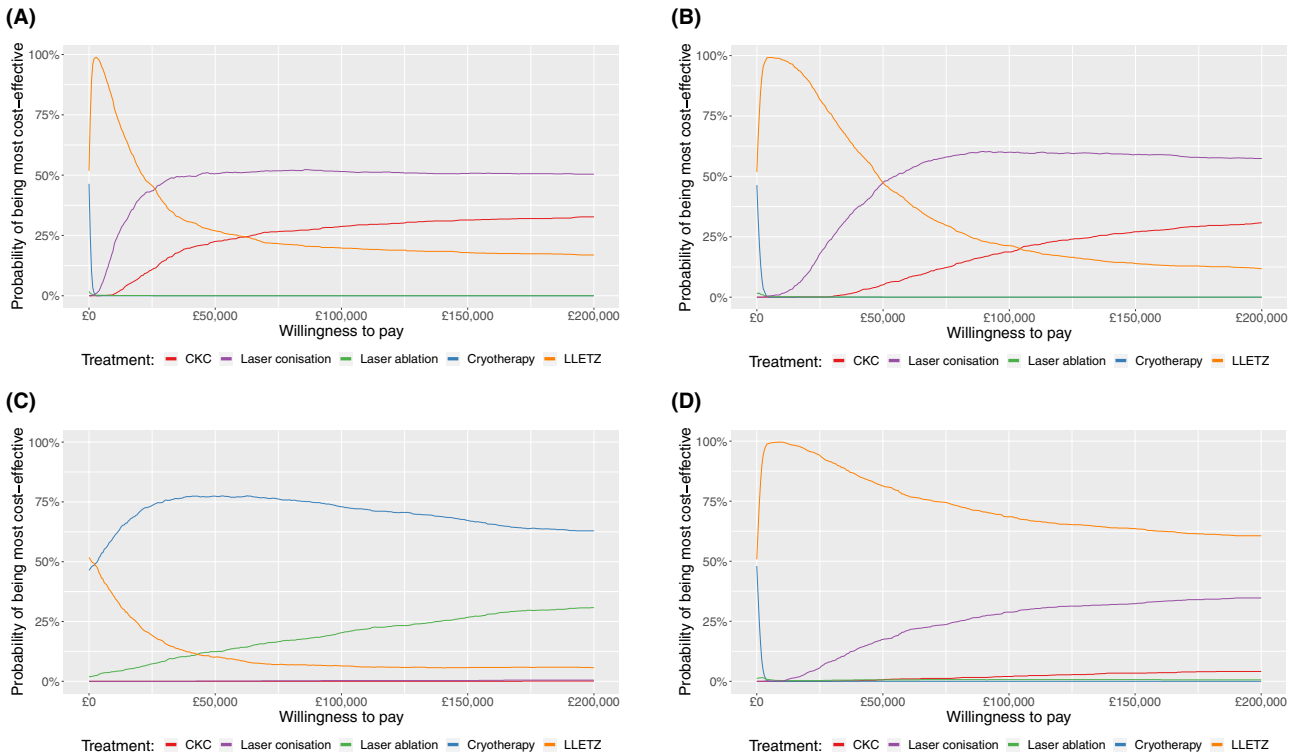 (A)
Probability of being most cost−effective
100%
75%
50%
25%
0%
£0 £50,000 £100,000 £150,000 £200,000
Willingness to pay
Treatment: CKC Laser conisation Laser ablation Cryotherapy LLETZ
(B)
Probability of being most cost−effective
100%
75%
50%
25%
0%
£0 £50,000 £100,000 £150,000 £200,000
Willingness to pay
Treatment: CKC Laser conisation Laser ablation Cryotherapy LLETZ
(C)
Probability of being most cost−effective
100%
75%
50%
25%
0%
£0 £50,000 £100,000 £150,000 £200,000
Willingness to pay
Treatment: CKC Laser conisation Laser ablation Cryotherapy LLETZ
(D)
Probability of being most cost−effective
100%
75%
50%
25%
0%
£0 £50,000 £100,000 £150,000 £200,000
Willingness to pay
Treatment: CKC Laser conisation Laser ablation Cryotherapy LLETZ